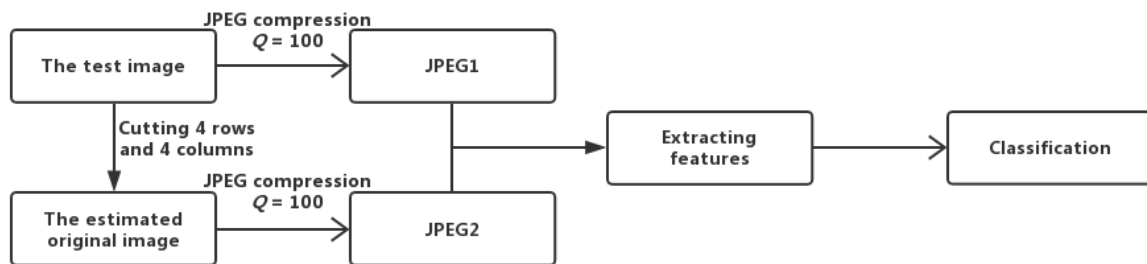 JPEG compression
Q = 100
The test image
JPEG1
Cutting 4 rows
and 4 columns
Extracting
features
Classification
JPEG compression
Q = 100
The estimated
original image
JPEG2